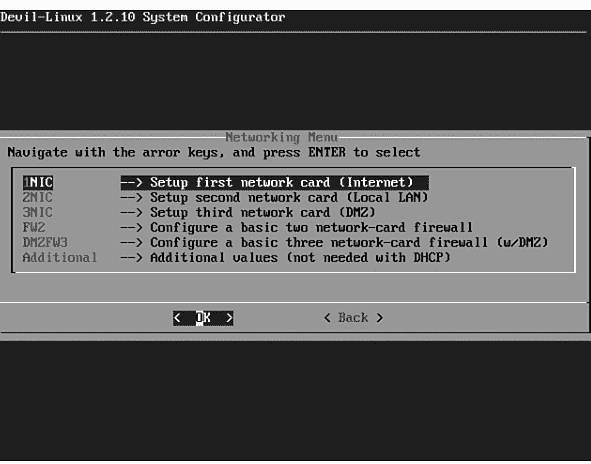 Devil-Linux 1.2.10 System Configurator
Networking Menu
Navigate with the arror keys, and press ENTER to select
1NIC --> Setup first network card (Internet)
2NIC --> Setup second network card (Local LAN)
3NIC --> Setup third network card (DMZ)
FW2 --> Configure a basic two network-card firewall
DMZFW3 --> Configure a basic three network-card firewall (w/DMZ)
Additional --> Additional values (not needed with DHCP)
< OK > < Back >